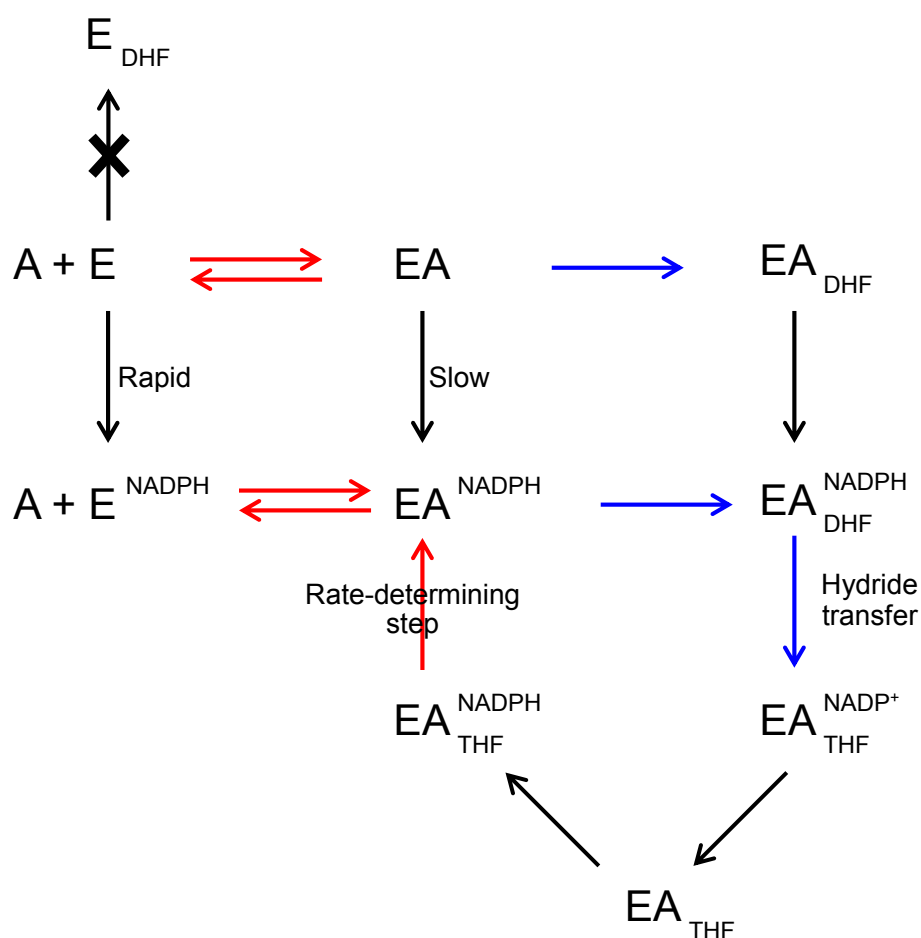 E DHF
A + E EA EA DHF
Rapid Slow
A + E NADPH EA NADPH EA NADPH DHF
Rate-determining
step
Hydride
transfer
EA NADPH THF EA NADP+ THF
EA THF